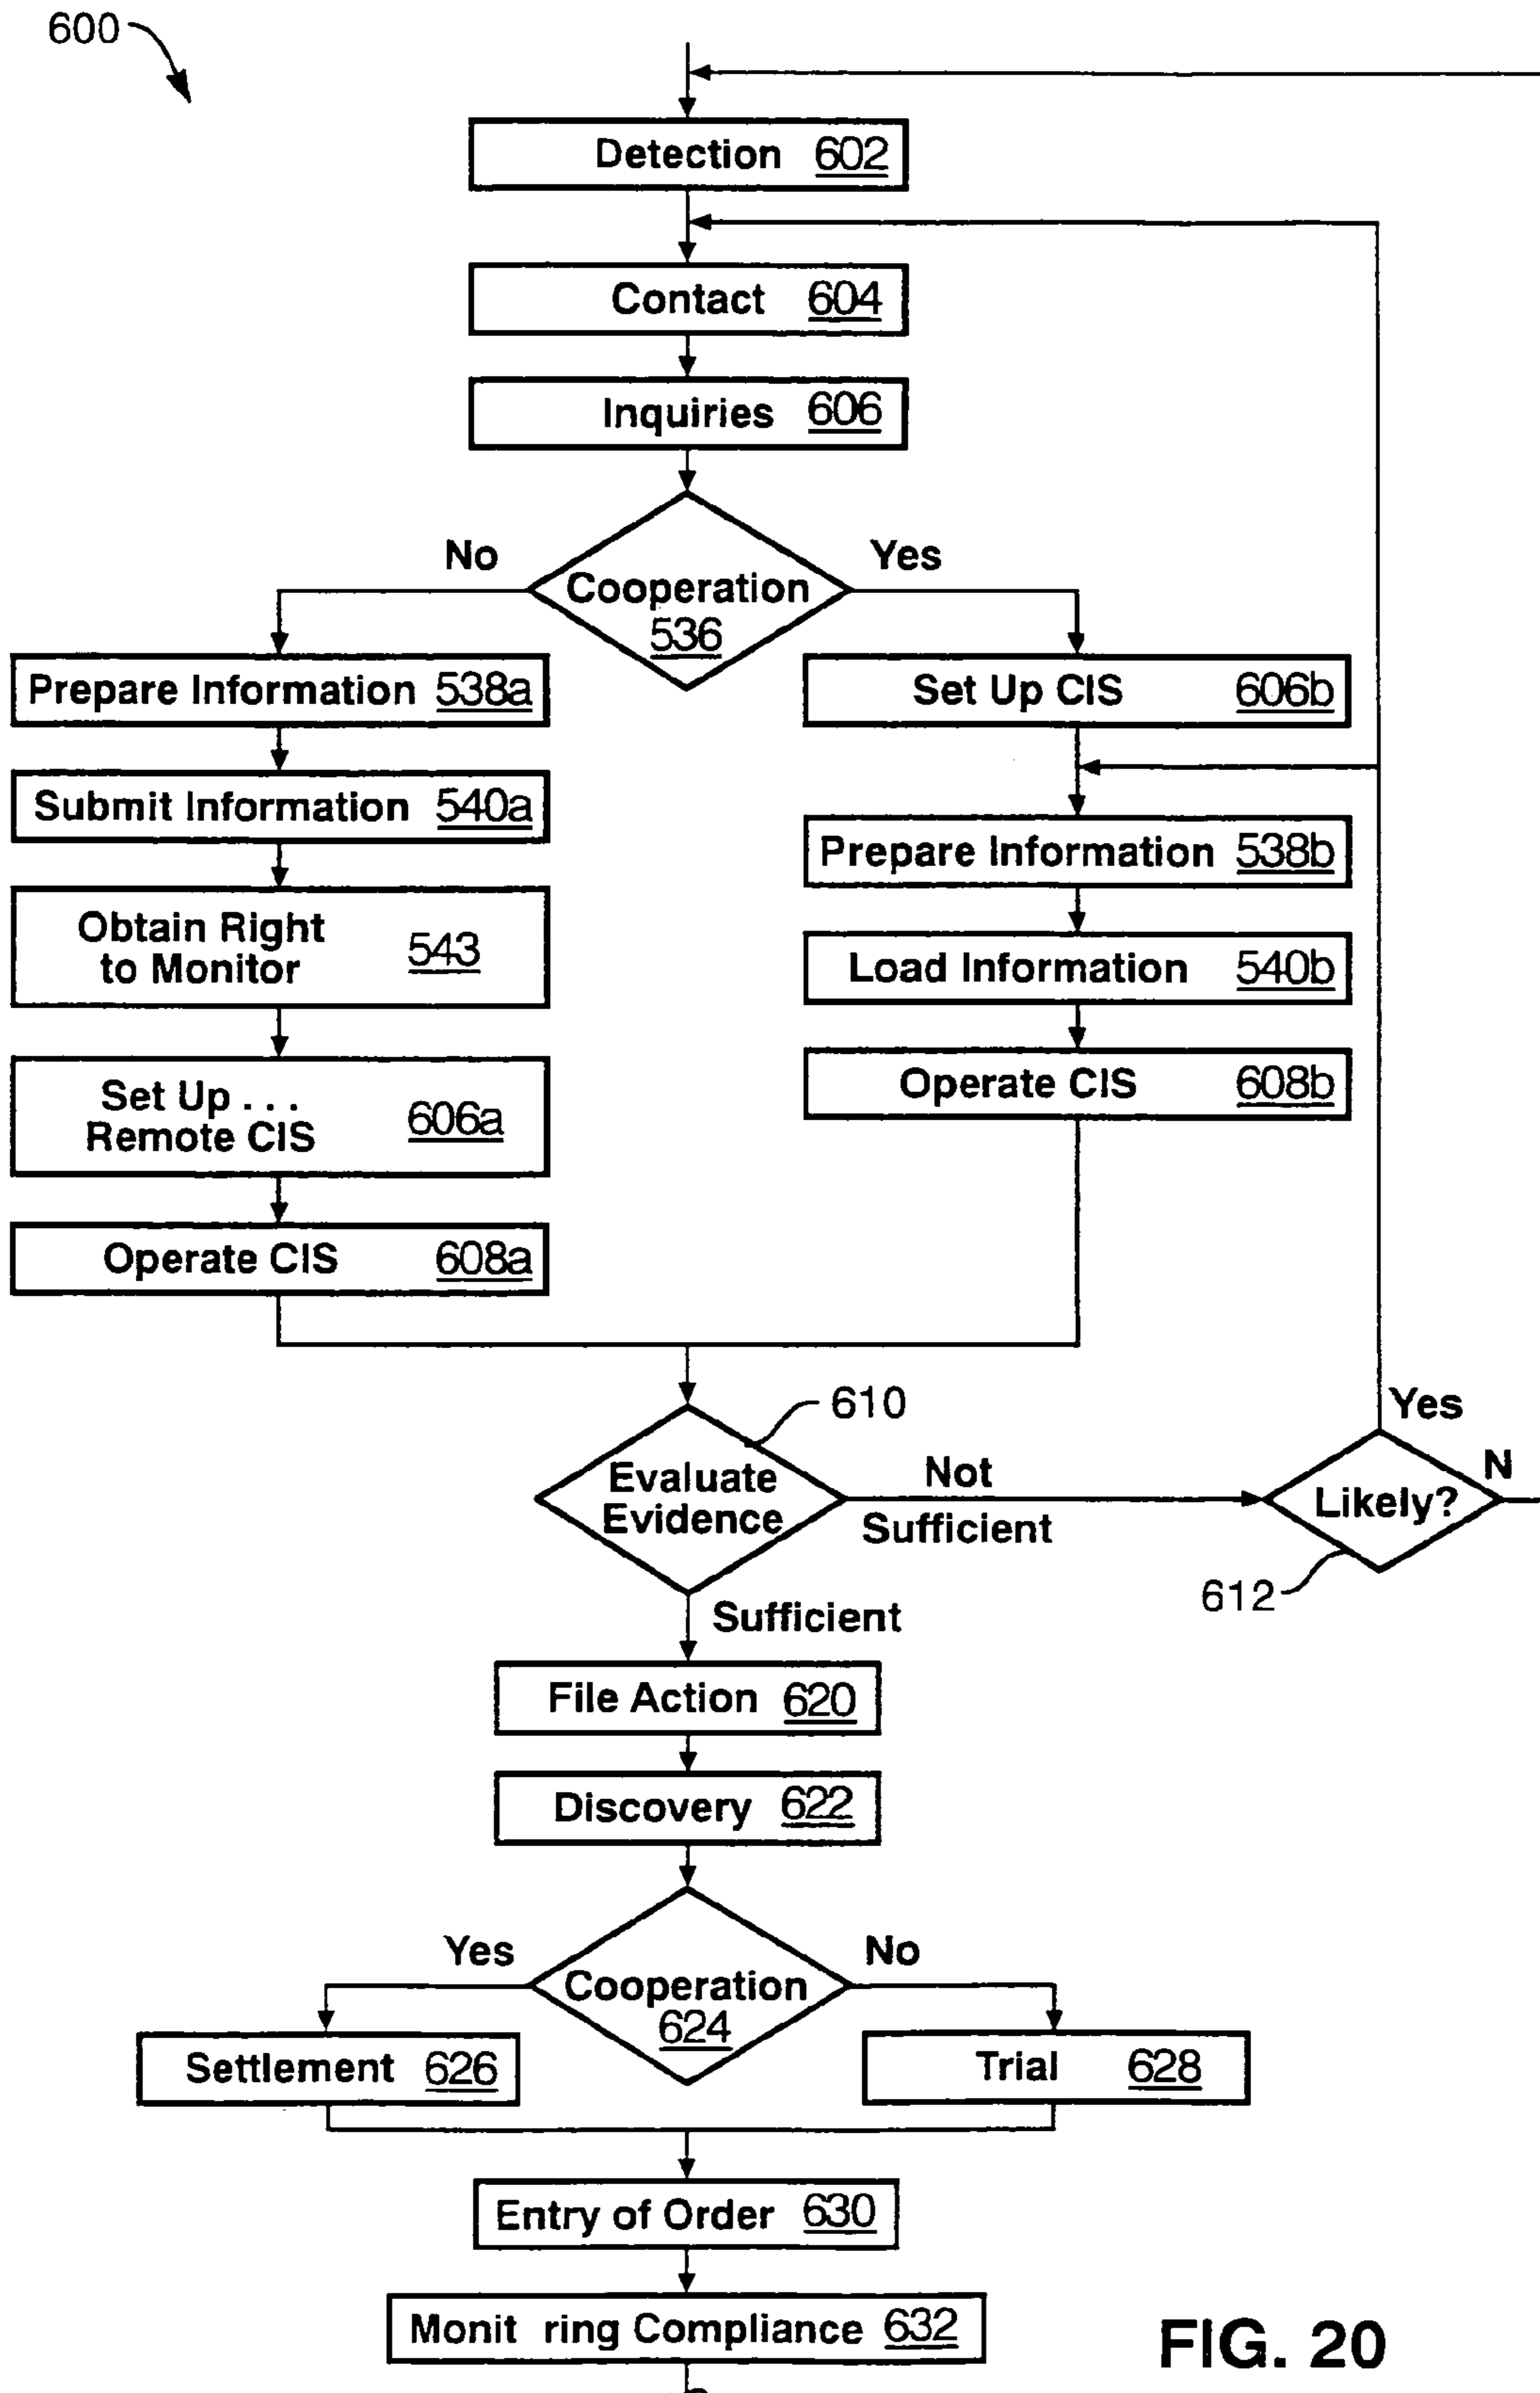 600
Detection 602
Contact 604
Inquiries 606
No
Yes
Cooperation
536
Prepare Information 538a
Set Up CIS 606b
Submit Information 540a
Prepare Information 538b
Obtain Right
to Monitor 543
Load Information 540b
Set Up . . .
Remote CIS 606a
Operate CIS 608b
Operate CIS 608a
610
Yes
Evaluate
Evidence
Not
Sufficient
Likely?
N
612
Sufficient
File Action 620
Discovery 622
Yes
No
Cooperation
624
Settlement 626
Trial 628
Entry of Order 630
Monit ring Compliance 632
FIG. 20